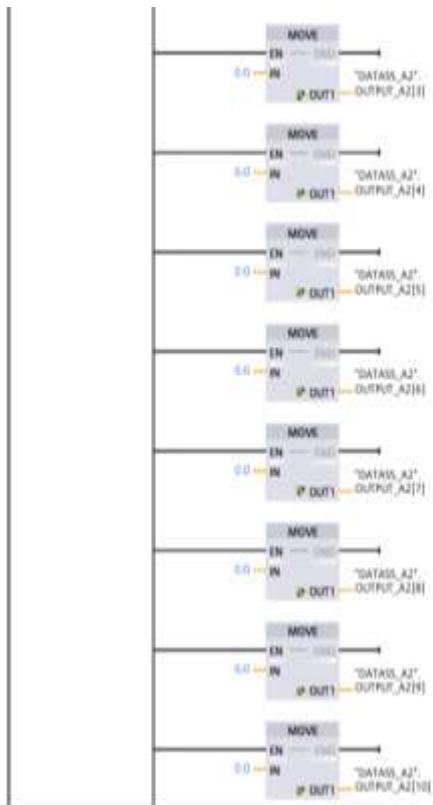 MOVE
EN ENO
0.0 IN
"DATASS_A2".
OUT1 OUTPUT_A2[3]
MOVE
EN ENO
0.0 IN
"DATASS_A2".
OUT1 OUTPUT_A2[4]
MOVE
EN ENO
0.0 IN
"DATASS_A2".
OUT1 OUTPUT_A2[5]
MOVE
EN ENO
0.0 IN
"DATASS_A2".
OUT1 OUTPUT_A2[6]
MOVE
EN ENO
0.0 IN
"DATASS_A2".
OUT1 OUTPUT_A2[7]
MOVE
EN ENO
0.0 IN
"DATASS_A2".
OUT1 OUTPUT_A2[8]
MOVE
EN ENO
0.0 IN
"DATASS_A2".
OUT1 OUTPUT_A2[9]
MOVE
EN ENO
0.0 IN
"DATASS_A2".
OUT1 OUTPUT_A2[10]